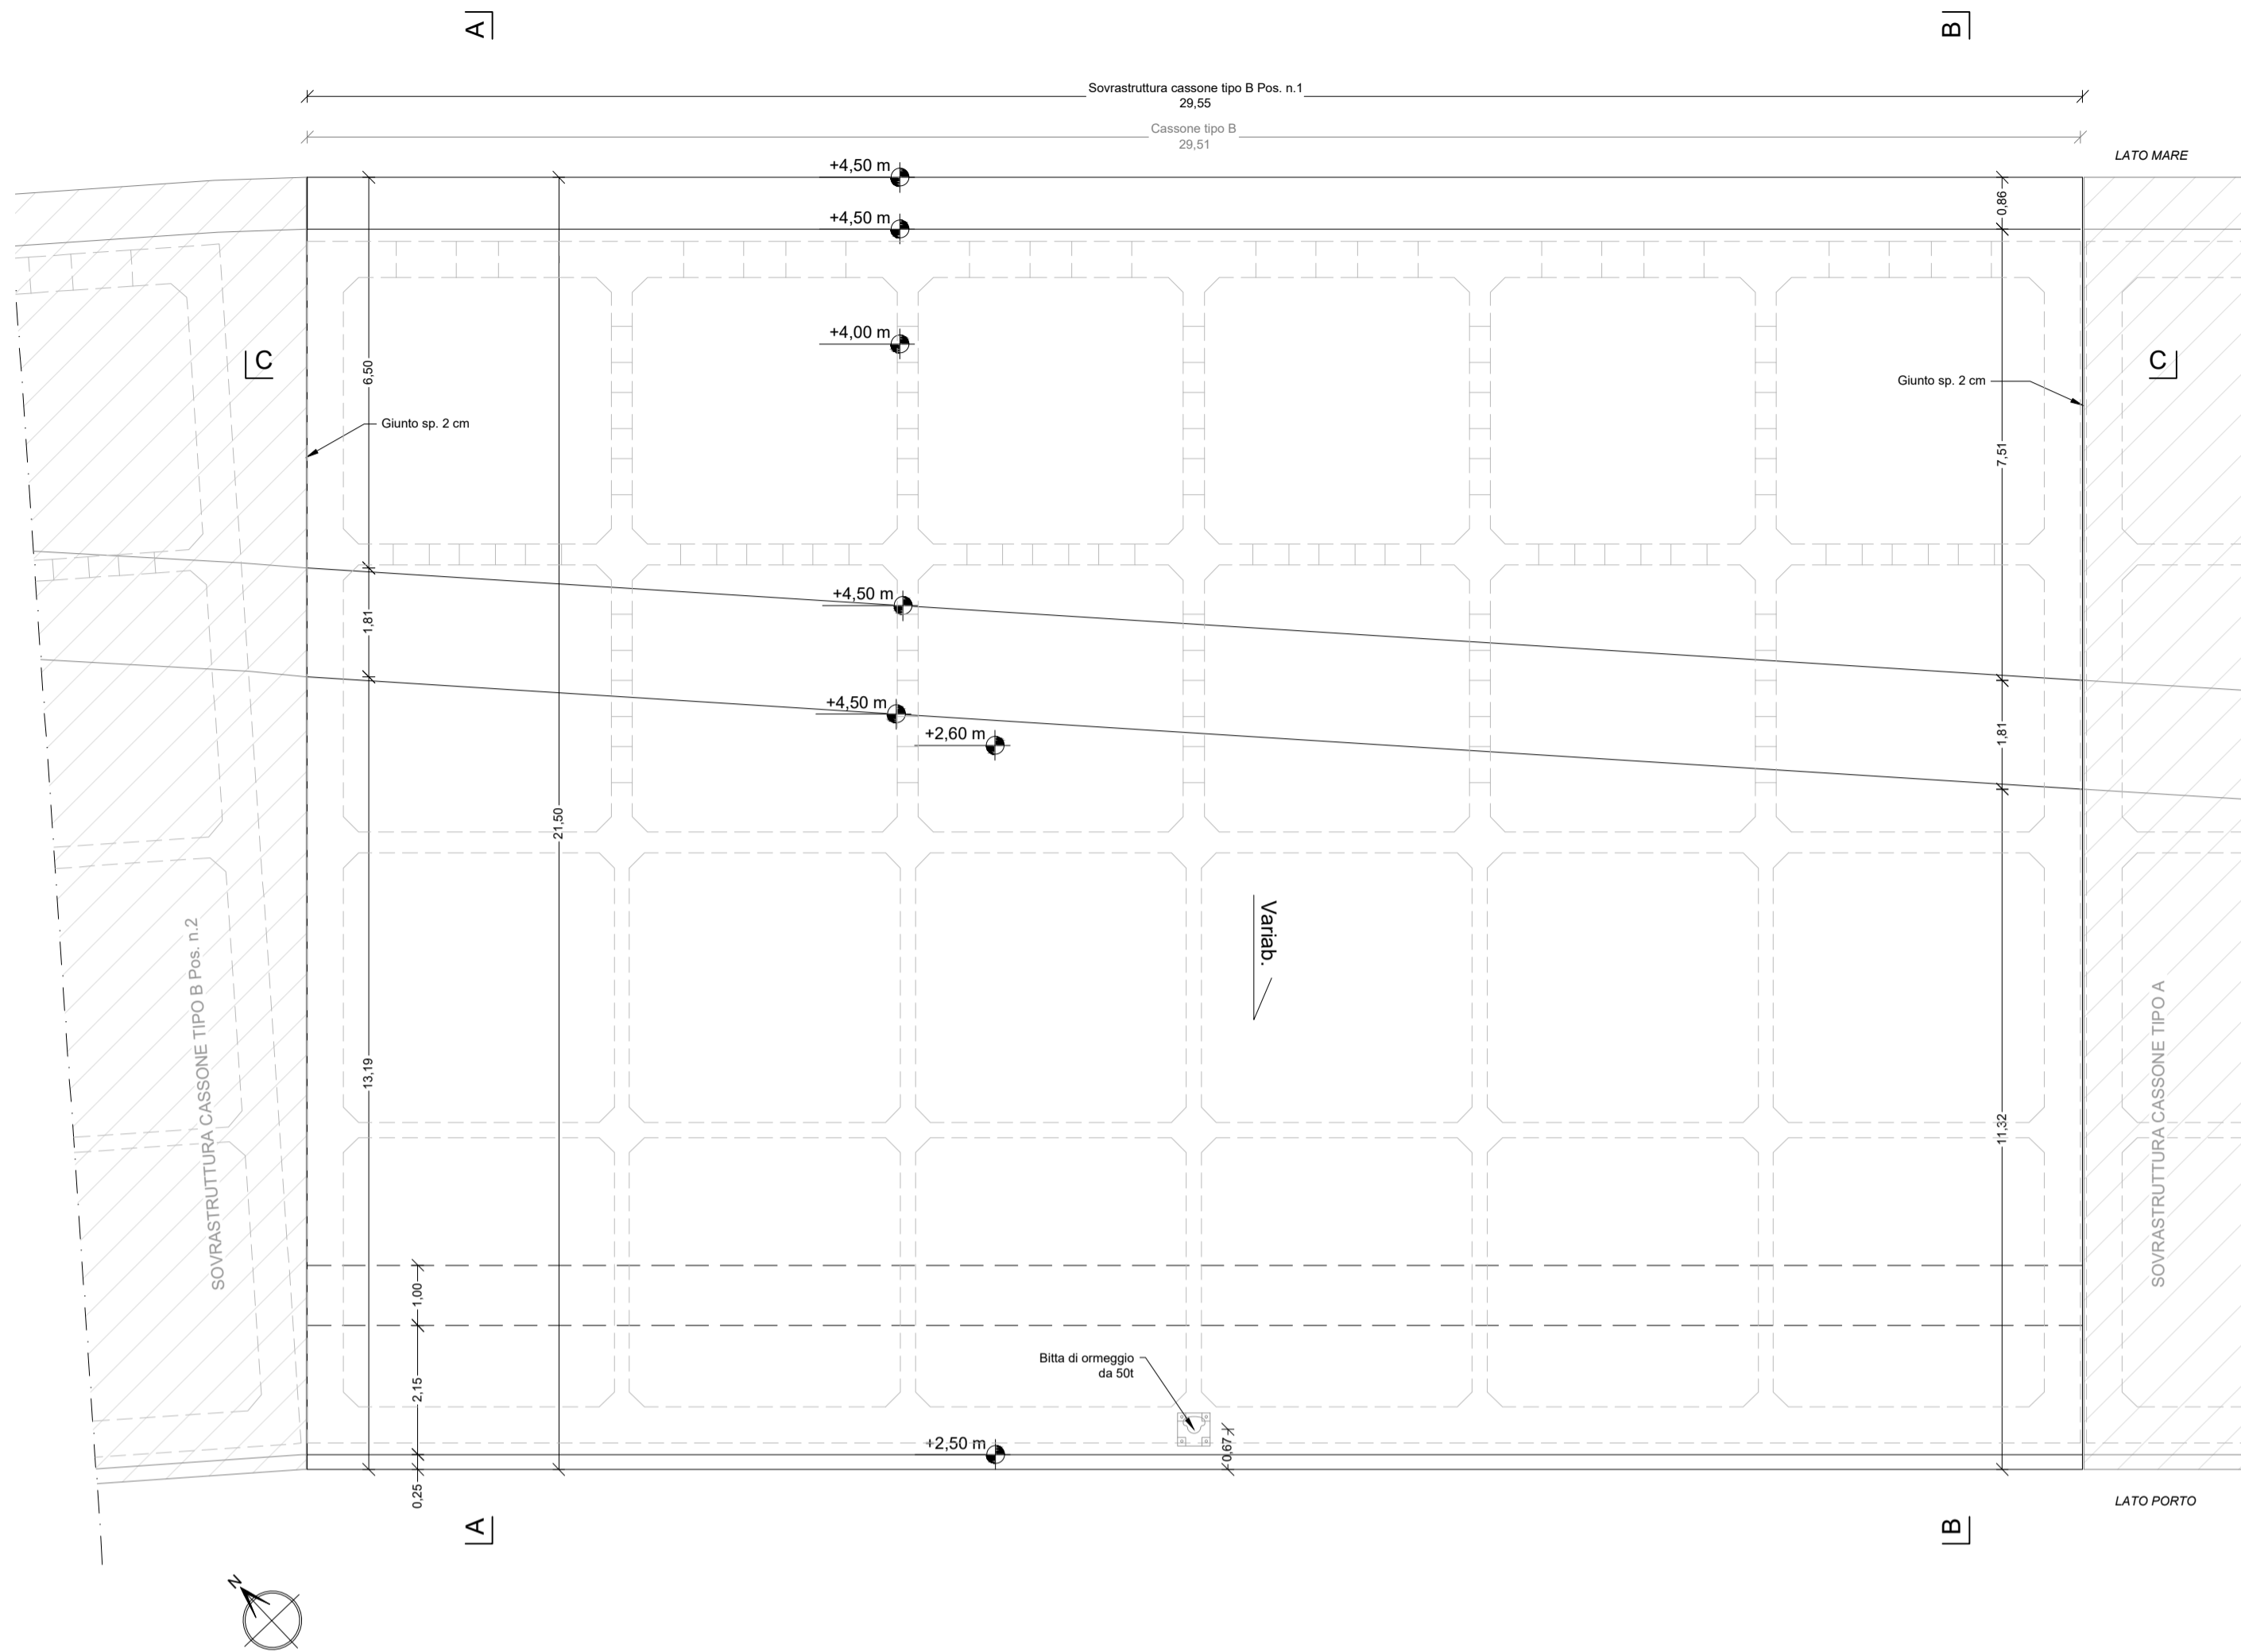 A
B
Sovrastruttura cassone tipo B Pos. n.1
29,55
Cassone tipo B
29,51
LATO MARE
+4,50 m
0,86
+4,50 m
+4,00 m
C
C
6,50
Giunto sp. 2 cm
Giunto sp. 2 cm
7,51
+4,50 m
1,81
+4,50 m
+2,60 m
1,81
21,50
Variab.
SOVRASTRUTTURA CASSONE TIPO B Pos. n.2
SOVRASTRUTTURA CASSONE TIPO A
13,19
11,32
1,00
Bitta di ormeggio
da 50t
2,15
+2,50 m
0,67
0,25
LATO PORTO
A
B
N